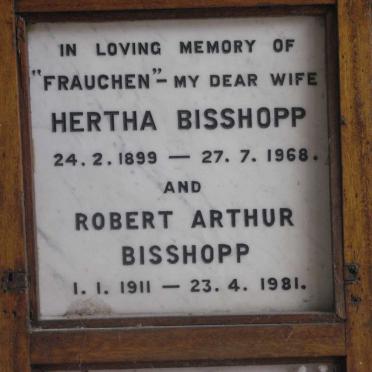 IN LOVING MEMORY OF
"FRAUCHEN" – MY DEAR WIFE
HERTHA BISSHOPP
24. 2. 1899 — 27. 7. 1968.
AND
ROBERT ARTHUR
BISSHOPP
1. 1. 1911 — 23. 4. 1981.